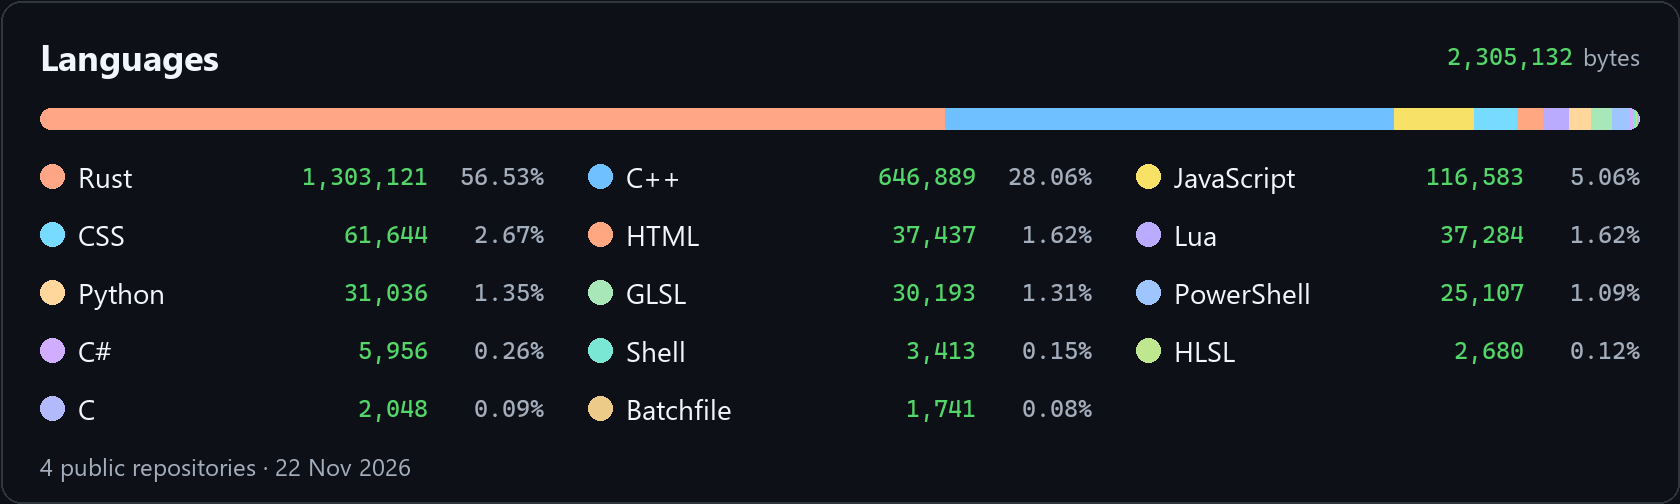 Languages 2,305,132 bytes
Rust 1,303,121 56.53% C++ 646,889 28.06% JavaScript 116,583 5.06%
CSS 61,644 2.67% HTML 37,437 1.62% Lua 37,284 1.62%
Python 31,036 1.35% GLSL 30,193 1.31% PowerShell 25,107 1.09%
C# 5,956 0.26% Shell 3,413 0.15% HLSL 2,680 0.12%
C 2,048 0.09% Batchfile 1,741 0.08%
4 public repositories · 22 Nov 2026